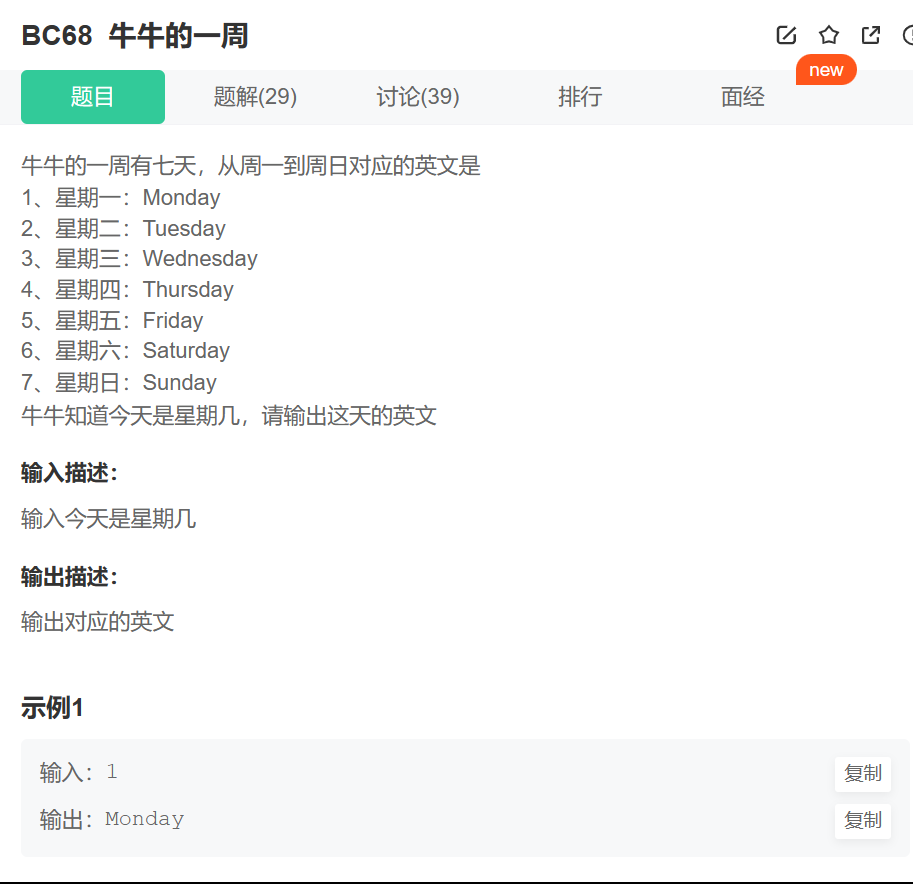 BC68 牛牛的一周
new
题目 题解(29) 讨论(39) 排行 面经
牛牛的一周有七天，从周一到周日对应的英文是
1、星期一：Monday
2、星期二：Tuesday
3、星期三：Wednesday
4、星期四：Thursday
5、星期五：Friday
6、星期六：Saturday
7、星期日：Sunday
牛牛知道今天是星期几，请输出这天的英文
输入描述：
输入今天是星期几
输出描述：
输出对应的英文
示例1
输入：1 复制
输出：Monday 复制